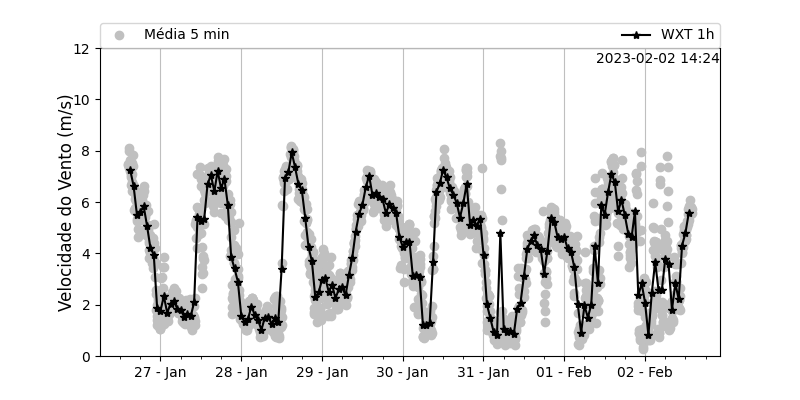 Média 5 min
WXT 1h
2023-02-02 14:24
Velocidade do Vento (m/s)
12
10
8
6
4
2
0
27 - Jan
28 - Jan
29 - Jan
30 - Jan
31 - Jan
01 - Feb
02 - Feb